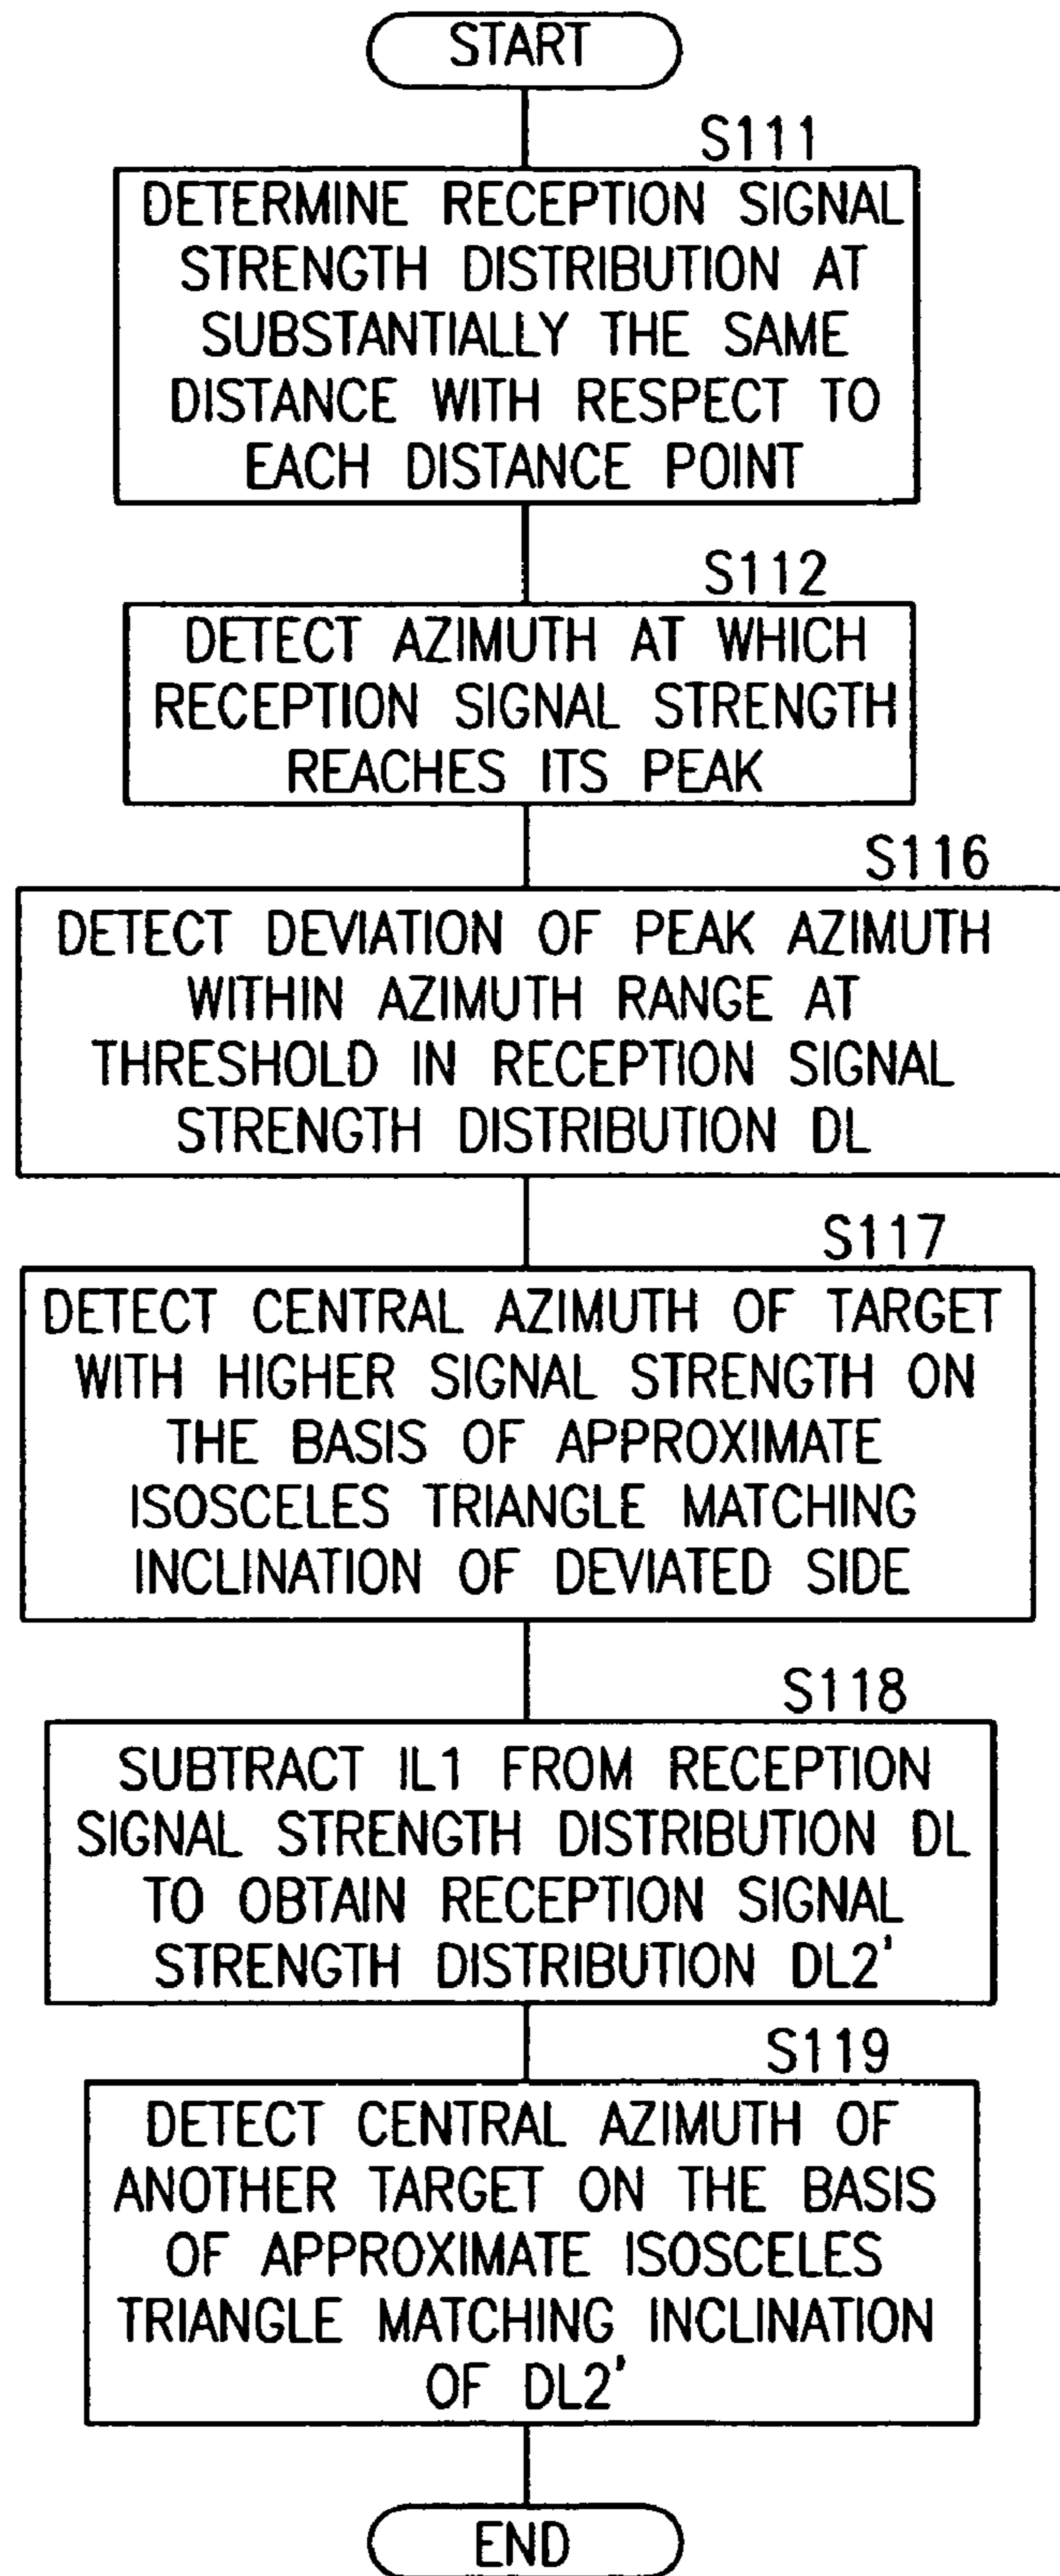 START
S111
DETERMINE RECEPTION SIGNAL
STRENGTH DISTRIBUTION AT
SUBSTANTIALLY THE SAME
DISTANCE WITH RESPECT TO
EACH DISTANCE POINT
S112
DETECT AZIMUTH AT WHICH
RECEPTION SIGNAL STRENGTH
REACHES ITS PEAK
S116
DETECT DEVIATION OF PEAK AZIMUTH
WITHIN AZIMUTH RANGE AT
THRESHOLD IN RECEPTION SIGNAL
STRENGTH DISTRIBUTION DL
S117
DETECT CENTRAL AZIMUTH OF TARGET
WITH HIGHER SIGNAL STRENGTH ON
THE BASIS OF APPROXIMATE
ISOSCELES TRIANGLE MATCHING
INCLINATION OF DEVIATED SIDE
S118
SUBTRACT IL1 FROM RECEPTION
SIGNAL STRENGTH DISTRIBUTION DL
TO OBTAIN RECEPTION SIGNAL
STRENGTH DISTRIBUTION DL2'
S119
DETECT CENTRAL AZIMUTH OF
ANOTHER TARGET ON THE BASIS
OF APPROXIMATE ISOSCELES
TRIANGLE MATCHING INCLINATION
OF DL2'
END